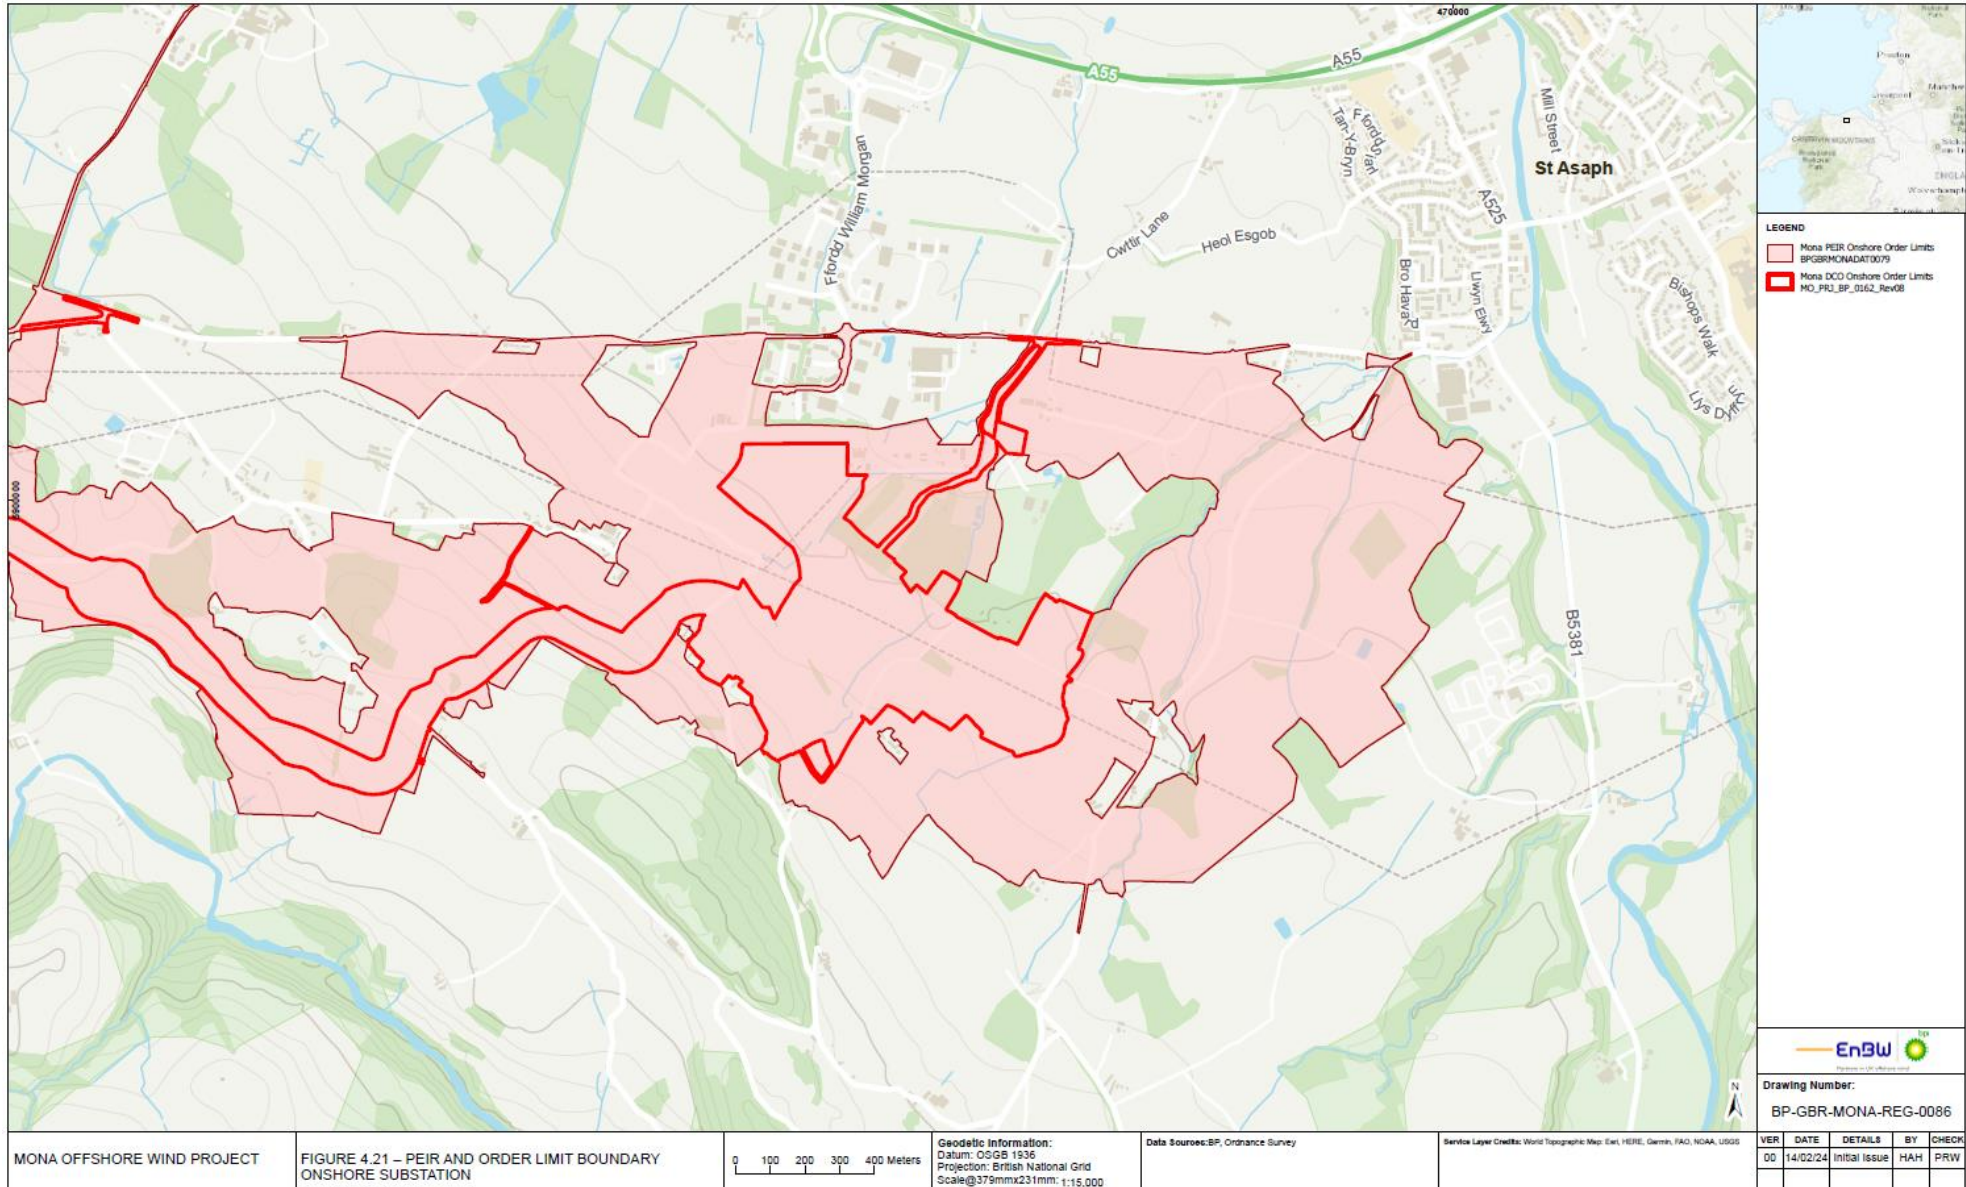 470000
A55
A55
Mill Street
Ffordd Siarl
Tan-Y-Bryn
St Asaph
A525
Ffordd William Morgan
Cwttir Lane
Heol Esgob
Bro Havard
Llwyn Elwy
Bishops Walk
B5381
Preston
Liverpool
LEGEND
Mona PEIR Onshore Order Limits
BPGBRMONADAT0079
Mona DCO Onshore Order Limits
MO_PRJ_BP_0162_Rev08
EnBW
bp
N
Drawing Number:
BP-GBR-MONA-REG-0086
MONA OFFSHORE WIND PROJECT
FIGURE 4.21 – PEIR AND ORDER LIMIT BOUNDARY
ONSHORE SUBSTATION
0 100 200 300 400 Meters
Geodetic Information:
Datum: OSGB 1936
Projection: British National Grid
Scale@379mmx231mm: 1:15,000
Data Sources:BP, Ordnance Survey
Service Layer Credits: World Topographic Map: Esri, HERE, Garmin, FAO, NOAA, USGS
VER DATE DETAILS BY CHECK
00 14/02/24 Initial Issue HAH PRW